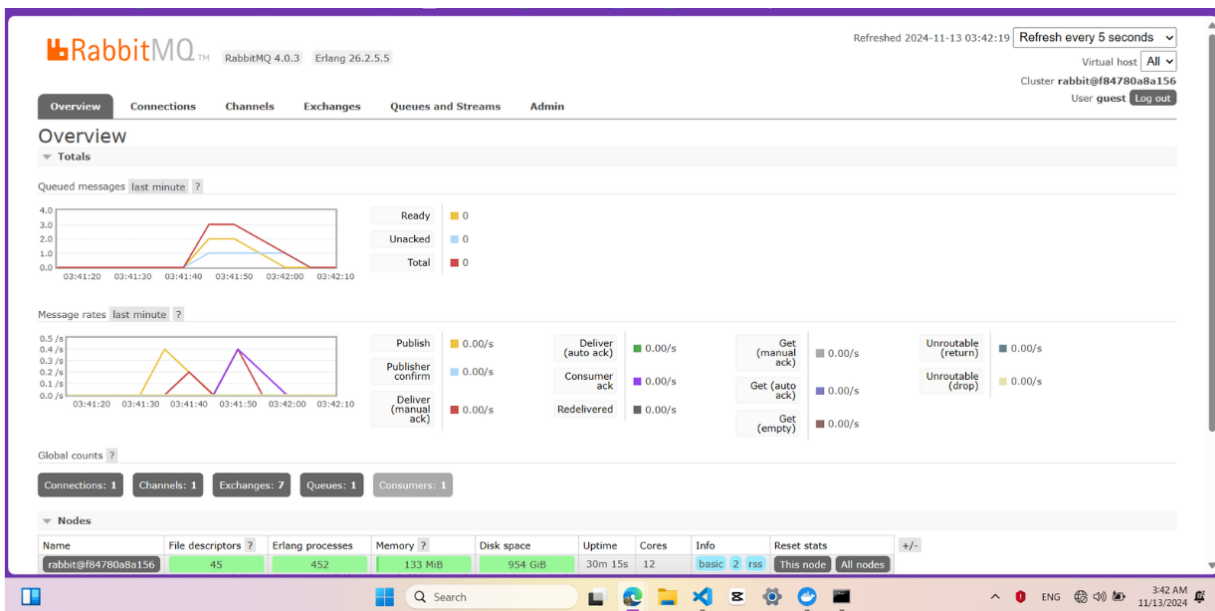 Refreshed 2024-11-13 03:42:19 Refresh every 5 seconds
RabbitMQ TM RabbitMQ 4.0.3 Erlang 26.2.5.5
Virtual host All
Cluster rabbit@f84780a8a156
User guest Log out
Overview Connections Channels Exchanges Queues and Streams Admin
Overview
Totals
Queued messages last minute ?
4.0
3.0
2.0
1.0
0.0
03:41:20 03:41:30 03:41:40 03:41:50 03:42:00 03:42:10
Ready 0
Unacked 0
Total 0
Message rates last minute ?
0.5 /s
0.4 /s
0.3 /s
0.2 /s
0.1 /s
0.0 /s
03:41:20 03:41:30 03:41:40 03:41:50 03:42:00 03:42:10
Publish 0.00/s
Publisher
confirm 0.00/s
Deliver
(manual
ack) 0.00/s
Deliver
(auto ack) 0.00/s
Consumer
ack 0.00/s
Redelivered 0.00/s
Get
(manual
ack) 0.00/s
Get (auto
ack) 0.00/s
Get
(empty) 0.00/s
Unroutable
(return) 0.00/s
Unroutable
(drop) 0.00/s
Global counts ?
Connections: 1 Channels: 1 Exchanges: 7 Queues: 1 Consumers: 1
Nodes
Name File descriptors ? Erlang processes Memory ? Disk space Uptime Cores Info Reset stats +/-
rabbit@f84780a8a156 45 452 133 MiB 954 GiB 30m 15s 12 basic 2 rss This node All nodes
Search
ENG
3:42 AM
11/13/2024